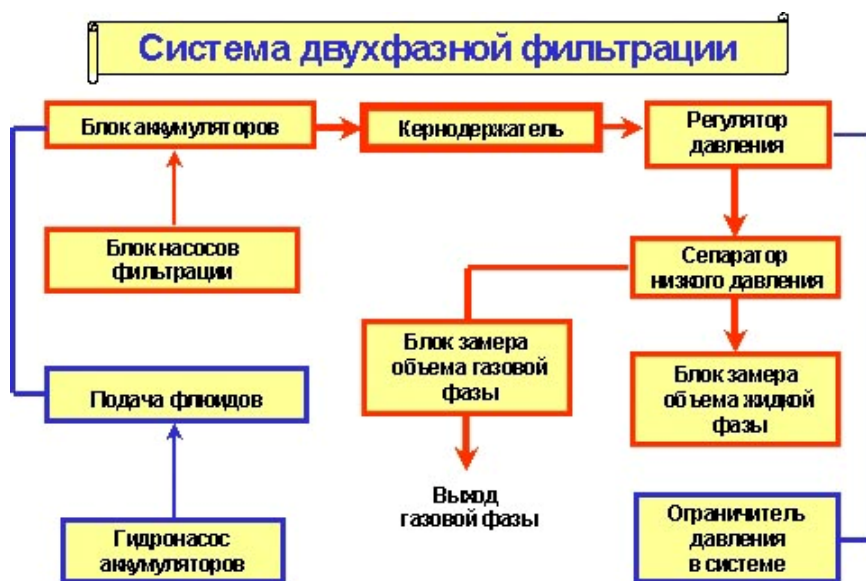 Система двухфазной фильтрации
Блок аккумуляторов
Кернодержатель
Регулятор
давления
Блок насосов
фильтрации
Сепаратор
низкого давления
Блок замера
объема газовой
фазы
Блок замера
объема жидкой
фазы
Подача флюидов
Выход
газовой фазы
Гидронасос
аккумуляторов
Ограничитель
давления
в системе